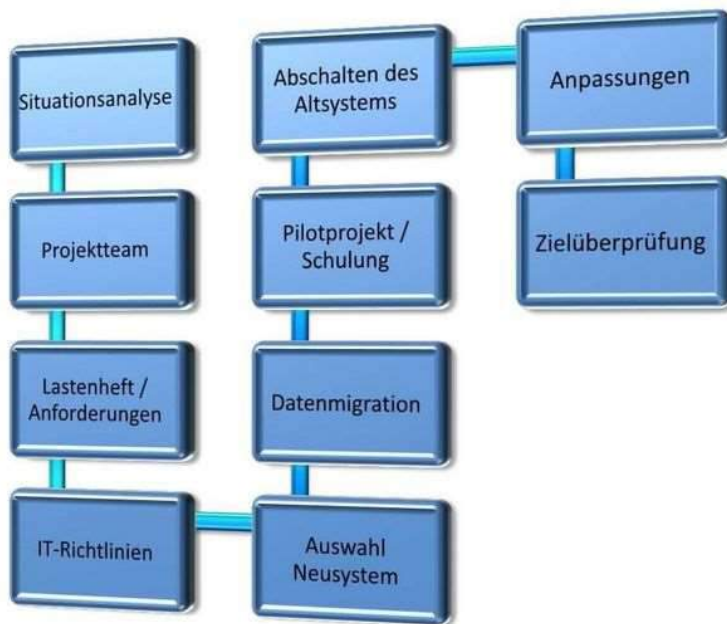 Situationsanalyse
Projektteam
Lastenheft /
Anforderungen
IT-Richtlinien
Auswahl
Neusystem
Datenmigration
Pilotprojekt /
Schulung
Abschalten des
Altsystems
Anpassungen
Zielüberprüfung